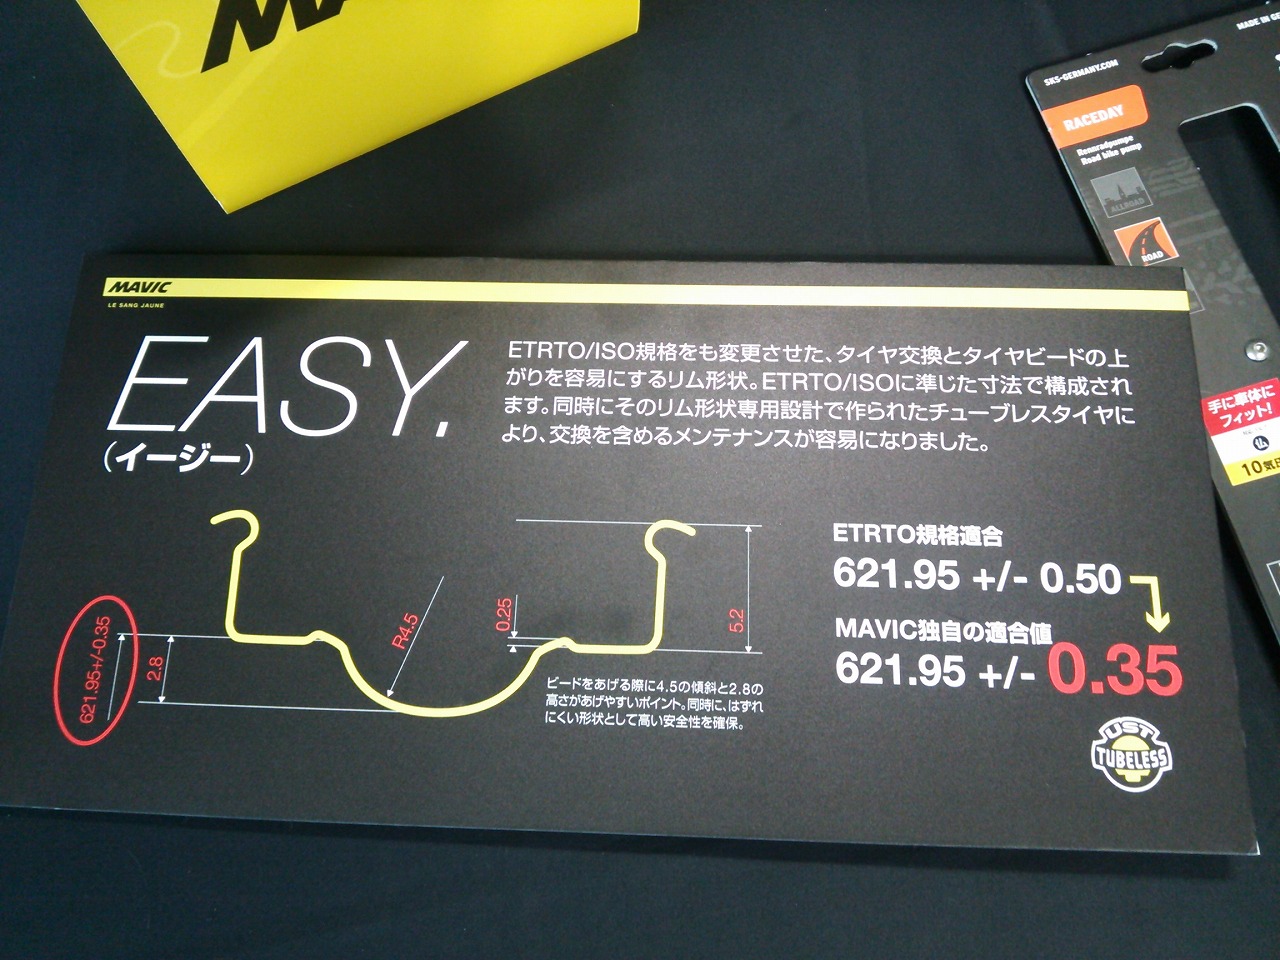 MA
SKS-GERMANY.COM
MADE IN GE
RACEDAY
Rennradpumpe
Road bike pump
ALLROAD
ROAD
手に車体に
フィット!
仏
10気圧
MAVIC
LE SANG JAUNE
EASY.
(イージー)
ETRTO/ISO規格をも変更させた、タイヤ交換とタイヤビードの上
がりを容易にするリム形状。ETRTO/ISOに準じた寸法で構成され
ます。同時にそのリム形状専用設計で作られたチューブレスタイヤに
より、交換を含めるメンテナンスが容易になりました。
621.95+/-0.35
2.8
R4.5
0.25
5.2
ビードをあげる際に4.5の傾斜と2.8の
高さがあげやすいポイント。同時に、はずれ
にくい形状として高い安全性を確保。
ETRTO規格適合
621.95 +/- 0.50
MAVIC独自の適合値
621.95 +/- 0.35
UST
TUBELESS